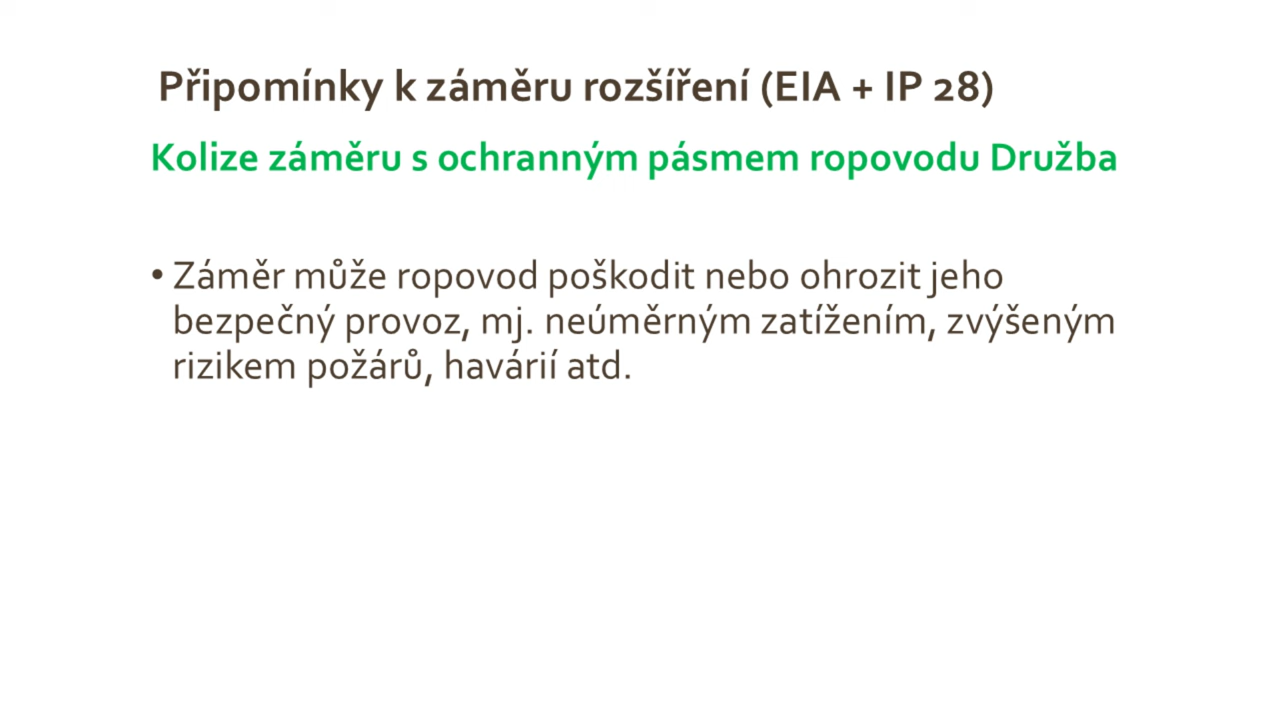 Připomínky k záměru rozšíření (EIA + IP 28)
Kolize záměru s ochranným pásmem ropovodu Družba
• Záměr může ropovod poškodit nebo ohrozit jeho
bezpečný provoz, mj. neúměrným zatížením, zvýšeným
rizikem požárů, havárií atd.